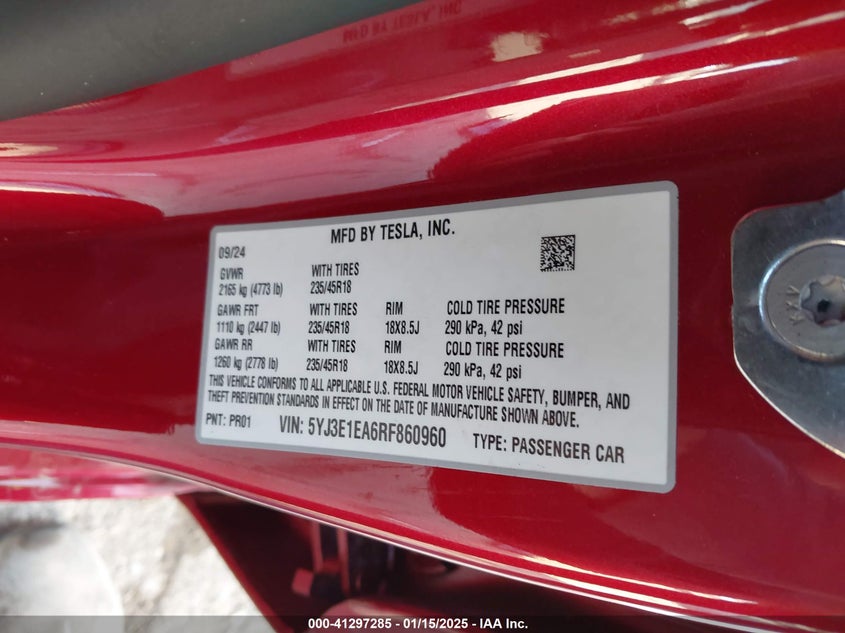 MFD BY TESLA, INC.
MFD BY TESLA, INC.
09/24
GVWR WITH TIRES
2165 kg (4773 lb) 235/45R18
GAWR FRT WITH TIRES RIM COLD TIRE PRESSURE
1110 kg (2447 lb) 235/45R18 18X8.5J 290 kPa, 42 psi
GAWR RR WITH TIRES RIM COLD TIRE PRESSURE
1260 kg (2778 lb) 235/45R18 18X8.5J 290 kPa, 42 psi
THIS VEHICLE CONFORMS TO ALL APPLICABLE U.S. FEDERAL MOTOR VEHICLE SAFETY, BUMPER, AND
THEFT PREVENTION STANDARDS IN EFFECT ON THE DATE OF MANUFACTURE SHOWN ABOVE.
PNT: PR01 VIN: 5YJ3E1EA6RF860960 TYPE: PASSENGER CAR
000-41297285 - 01/15/2025 - IAA Inc.